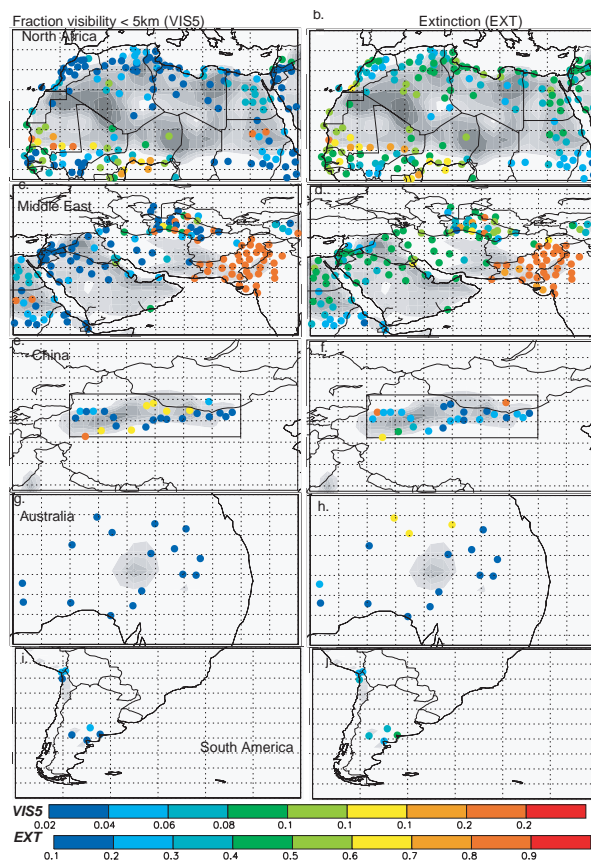 Fraction visibility < 5km (VIS5)
b. Extinction (EXT)
North Africa
c.
d.
Middle East
e.
f.
China
g.
h.
Australia
i.
j.
South America
VIS5
0.02 0.04 0.06 0.08 0.1 0.1 0.1 0.2 0.2
EXT
0.1 0.2 0.3 0.4 0.5 0.6 0.7 0.8 0.9